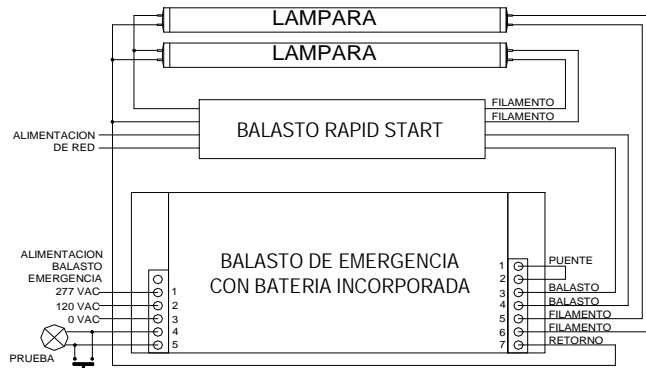 LAMPARA
LAMPARA
FILAMENTO
FILAMENTO
BALASTO RAPID START
ALIMENTACION
DE RED
ALIMENTACION
BALASTO
EMERGENCIA
277 VAC
120 VAC
0 VAC
PRUEBA
1
2
3
4
5
BALASTO DE EMERGENCIA
CON BATERIA INCORPORADA
1 PUENTE
2
3 BALASTO
4 BALASTO
5 FILAMENTO
6 FILAMENTO
7 RETORNO